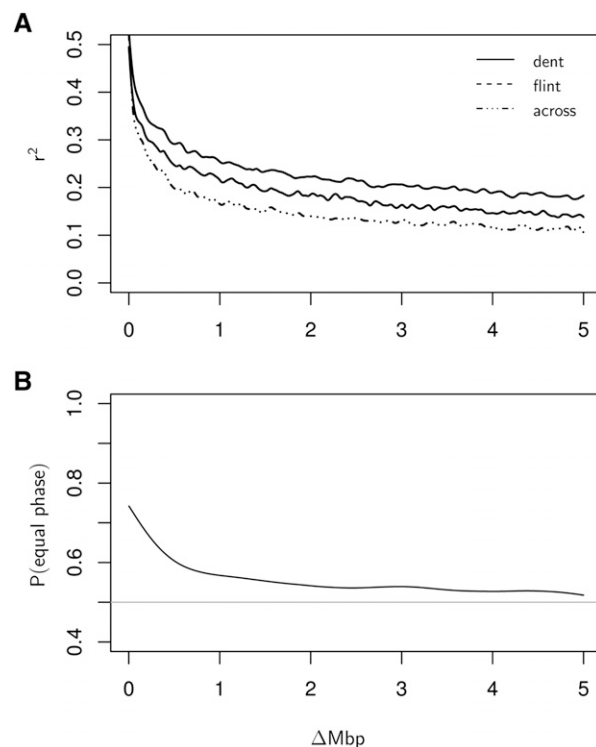 A
r²
0.5
0.4
0.3
0.2
0.1
0.0
dent
flint
across
0 1 2 3 4 5
B
P(equal phase)
1.0
0.8
0.6
0.4
0 1 2 3 4 5
ΔMbp